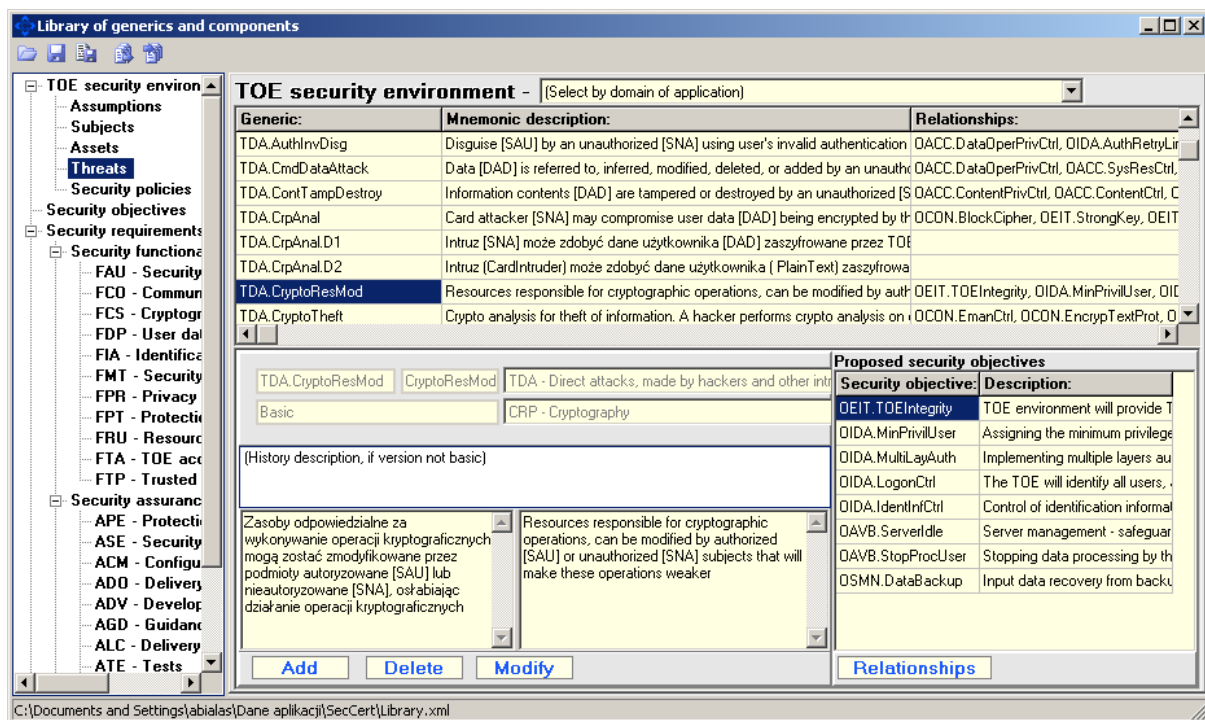 Library of generics and components
TOE security environ
Assumptions
Subjects
Assets
Threats
Security policies
Security objectives
Security requirements
Security functiona
FAU - Security
FCO - Commun
FCS - Cryptogr
FDP - User dat
FIA - Identifica
FMT - Security
FPR - Privacy
FPT - Protectio
FRU - Resourc
FTA - TOE acc
FTP - Trusted
Security assuranc
APE - Protecti
ASE - Security
ACM - Configu
ADO - Delivery
ADV - Develop
AGD - Guidanc
ALC - Delivery
ATE - Tests
TOE security environment - (Select by domain of application)
Generic: Mnemonic description: Relationships:
TDA.AuthInvDisg Disguise [SAU] by an unauthorized [SNA] using user's invalid authentication OACC.DataOperPrivCtrl, OIDA.AuthRetryLir
TDA.CmdDataAttack Data [DAD] is referred to, inferred, modified, deleted, or added by an unautho OACC.DataOperPrivCtrl, OACC.SysResCtrl,
TDA.ContTampDestroy Information contents [DAD] are tampered or destroyed by an unauthorized [S OACC.ContentPrivCtrl, OACC.ContentCtrl, C
TDA.CrpAnal Card attacker [SNA] may compromise user data [DAD] being encrypted by th OCON.BlockCipher, OEIT.StrongKey, OEIT
TDA.CrpAnal.D1 Intruz [SNA] może zdobyć dane użytkownika [DAD] zaszyfrowane przez TOE
TDA.CrpAnal.D2 Intruz (CardIntruder) może zdobyć dane użytkownika ( PlainText) zaszyfrowa
TDA.CryptoResMod Resources responsible for cryptographic operations, can be modified by auth OEIT.TOEIntegrity, OIDA.MinPrivilUser, OID
TDA.CryptoTheft Crypto analysis for theft of information. A hacker performs crypto analysis on OCON.EmanCtrl, OCON.EncrypTextProt, O
TDA.CryptoResMod CryptoResMod TDA - Direct attacks, made by hackers and other intr
Basic CRP - Cryptography
(History description, if version not basic)
Zasoby odpowiedzialne za
wykonywanie operacji kryptograficznych
mogą zostać zmodyfikowane przez
podmioty autoryzowane [SAU] lub
nieautoryzowane [SNA], osłabiając
działanie operacji kryptograficznych
Resources responsible for cryptographic
operations, can be modified by authorized
[SAU] or unauthorized [SNA] subjects that will
make these operations weaker
Add Delete Modify
Proposed security objectives
Security objective: Description:
OEIT.TOEIntegrity TOE environment will provide T
OIDA.MinPrivilUser Assigning the minimum privilege
OIDA.MultiLayAuth Implementing multiple layers au
OIDA.LogonCtrl The TOE will identify all users,
OIDA.IdentInfCtrl Control of identification informat
OAVB.ServerIdle Server management - safeguar
OAVB.StopProcUser Stopping data processing by th
OSMN.DataBackup Input data recovery from backu
Relationships
C:\Documents and Settings\abialas\Dane aplikacji\SecCert\Library.xml